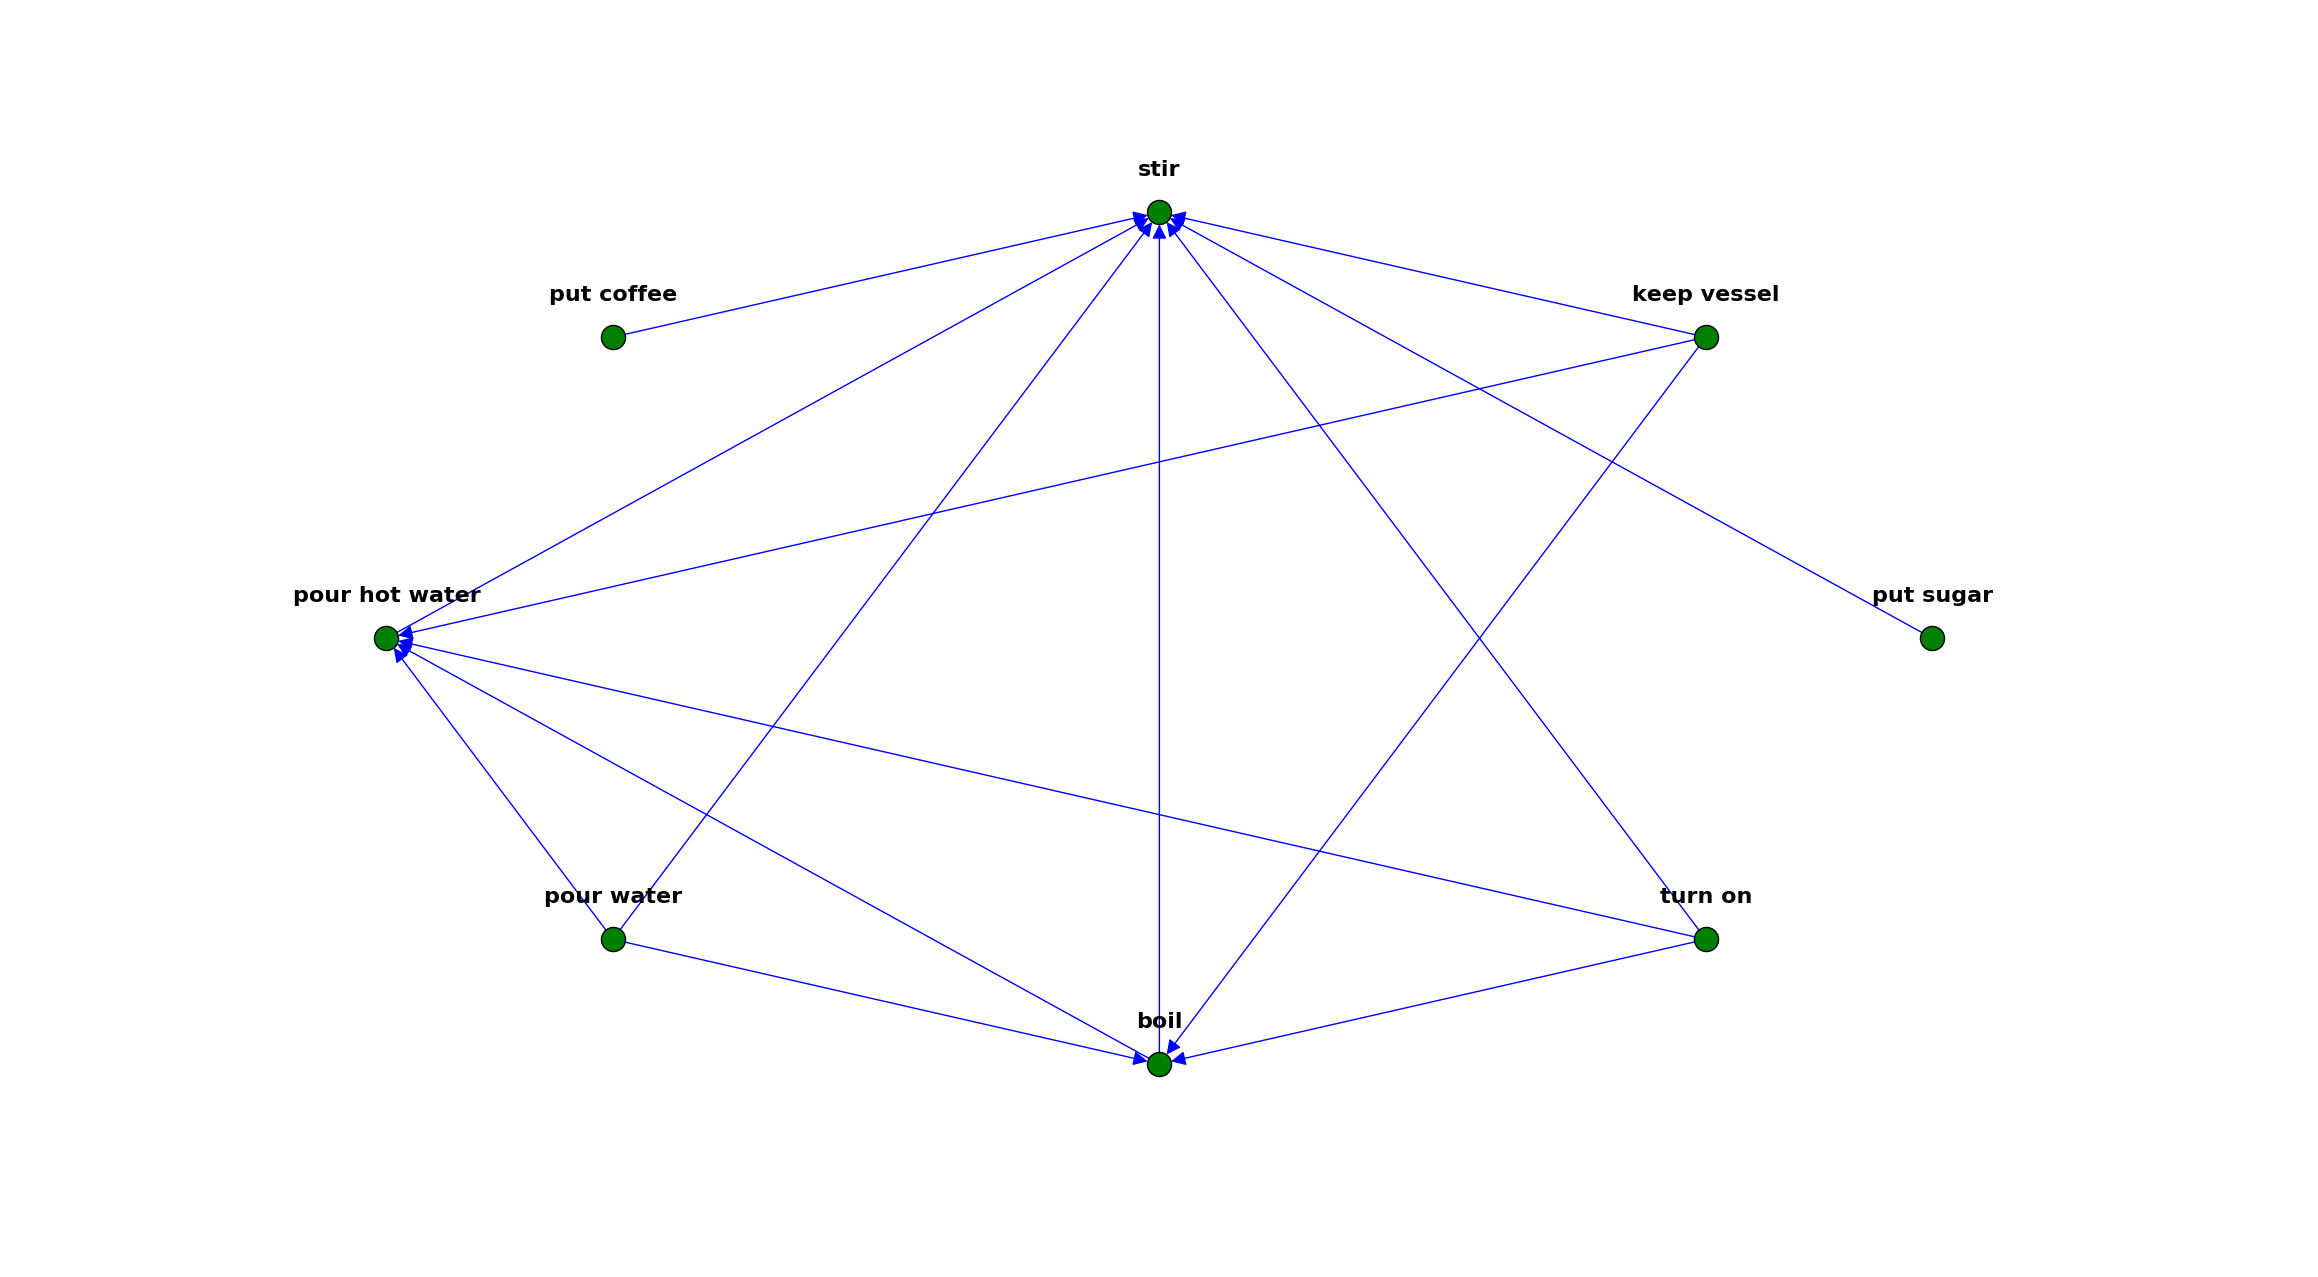 stir
put coffee
keep vessel
pour hot water
put sugar
pour water
turn on
boil